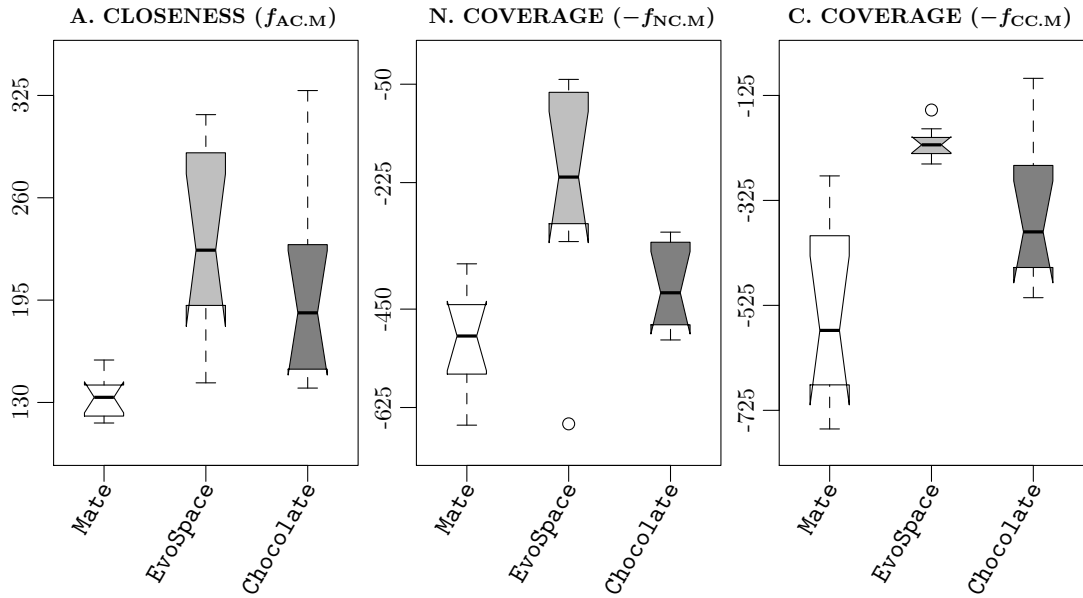 A. CLOSENESS (f_AC.M)
325
260
195
130
Mate
EvoSpace
Chocolate
N. COVERAGE (−f_NC.M)
-50
-225
-450
-625
Mate
EvoSpace
Chocolate
C. COVERAGE (−f_CC.M)
-125
-325
-525
-725
Mate
EvoSpace
Chocolate